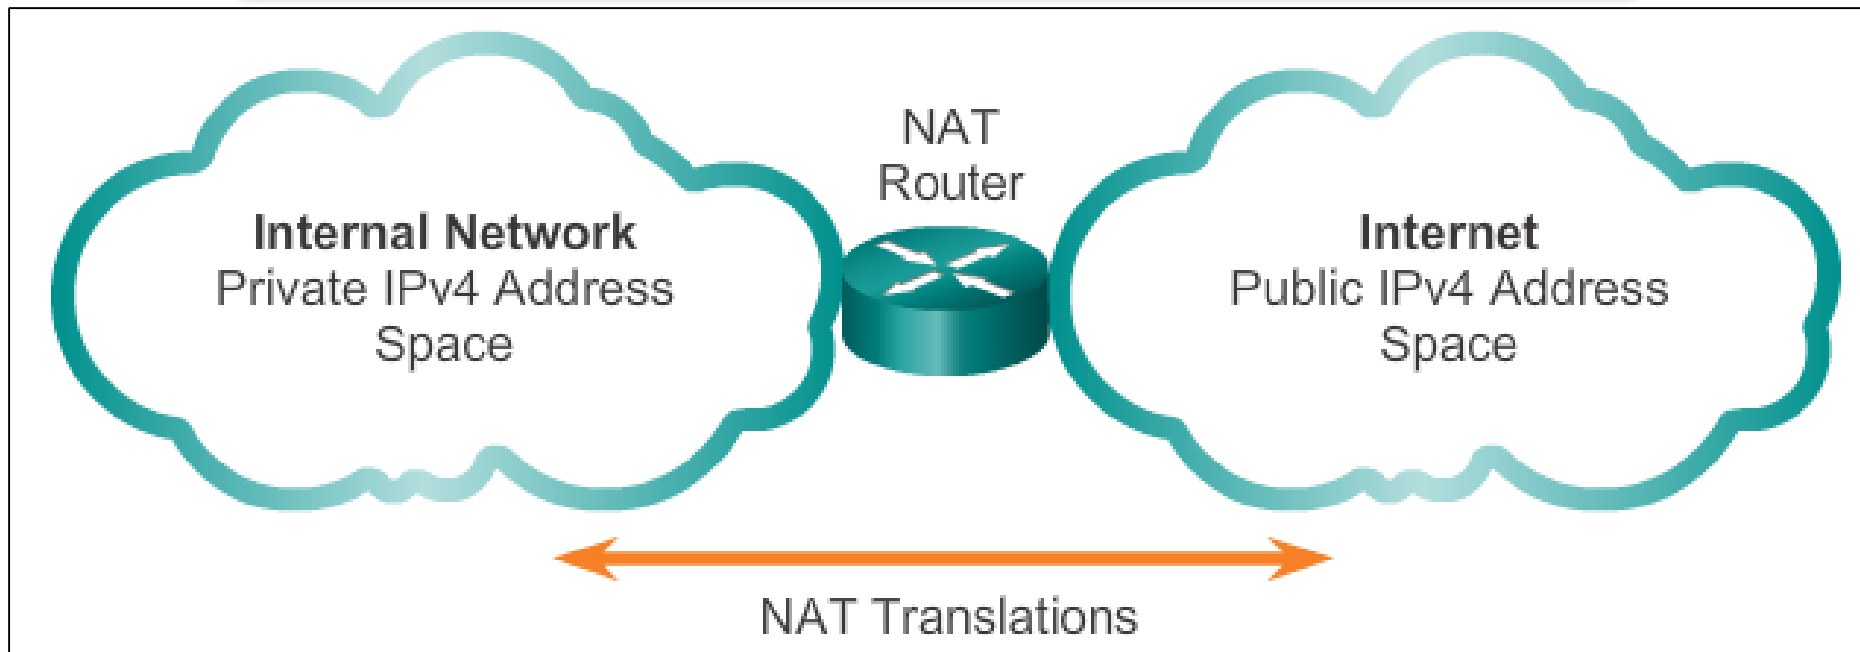 NAT
Router
Internal Network
Private IPv4 Address
Space
Internet
Public IPv4 Address
Space
NAT Translations